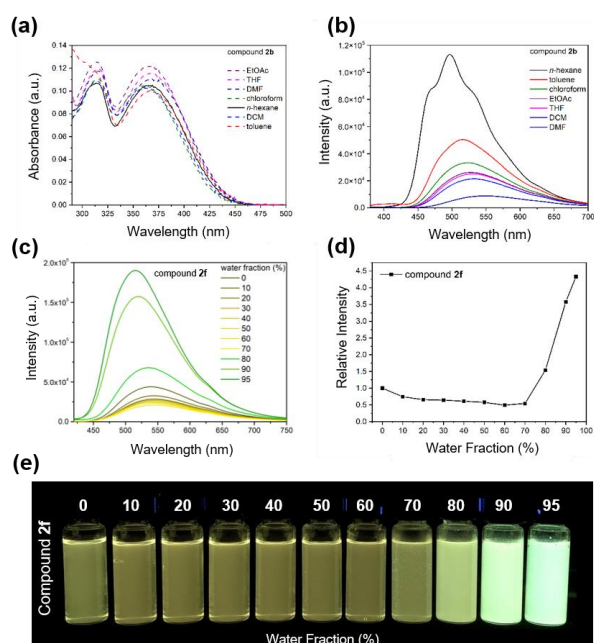 (a)
compound 2b
EtOAc
THF
DMF
chloroform
n-hexane
DCM
toluene
0.14
0.12
0.10
0.08
0.06
0.04
0.02
0.00
300 325 350 375 400 425 450 475 500
Absorbance (a.u.)
Wavelength (nm)
(b)
compound 2b
n-hexane
toluene
chloroform
EtOAc
THF
DCM
DMF
1.2×10⁵
1.0×10⁵
8.0×10⁴
6.0×10⁴
4.0×10⁴
2.0×10⁴
0.0
400 450 500 550 600 650 700
Intensity (a.u.)
Wavelength (nm)
(c)
compound 2f
water fraction (%)
0
10
20
30
40
50
60
70
80
90
95
2.0x10⁵
1.5x10⁵
1.0x10⁵
5.0x10⁴
0.0
450 500 550 600 650 700 750
Intensity (a.u.)
Wavelength (nm)
(d)
compound 2f
4.5
4.0
3.5
3.0
2.5
2.0
1.5
1.0
0.5
0.0
0 10 20 30 40 50 60 70 80 90 100
Relative Intensity
Water Fraction (%)
(e)
0 10 20 30 40 50 60 70 80 90 95
Compound 2f
Water Fraction (%)